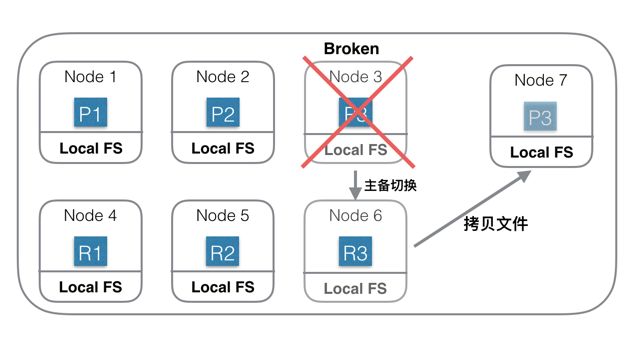 Broken
Node 1
P1
Local FS
Node 2
P2
Local FS
Node 3
P3
Local FS
Node 7
P3
Local FS
主备切换
Node 4
R1
Local FS
Node 5
R2
Local FS
Node 6
R3
Local FS
拷贝文件